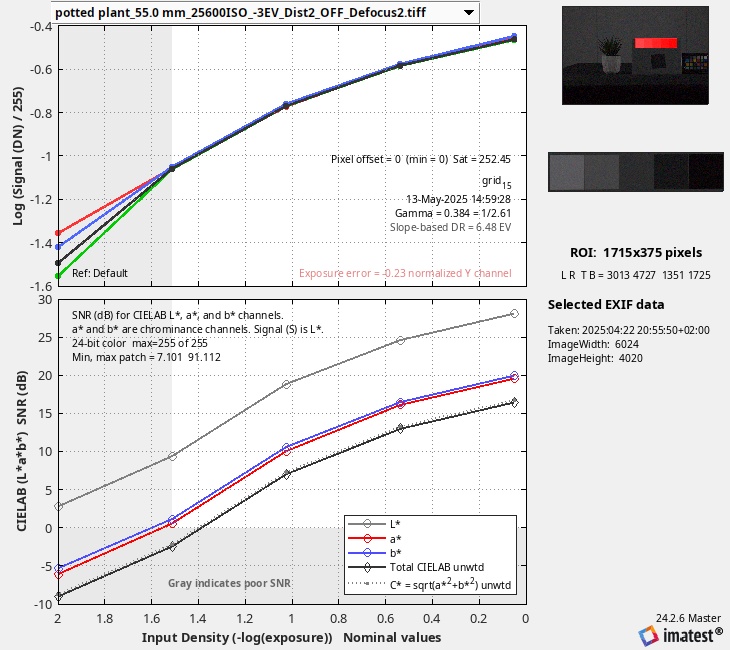 potted plant_55.0 mm_25600ISO_-3EV_Dist2_OFF_Defocus2.tiff
-0.4
-0.6
-0.8
-1
-1.2
-1.4
-1.6
Log (Signal (DN) / 255)
Pixel offset = 0 (min = 0) Sat = 252.45
grid15
13-May-2025 14:59:28
Gamma = 0.384 = 1/2.61
Slope-based DR = 6.48 EV
Ref: Default
Exposure error = -0.23 normalized Y channel
30
25
20
15
10
5
0
-5
-10
CIELAB (L*a*b*) SNR (dB)
SNR (dB) for CIELAB L*, a*, and b* channels.
a* and b* are chrominance channels. Signal (S) is L*.
24-bit color max=255 of 255
Min, max patch = 7.101 91.112
L*
a*
b*
Total CIELAB unwtd
C* = sqrt(a*2+b*2) unwtd
Gray indicates poor SNR
2 1.8 1.6 1.4 1.2 1 0.8 0.6 0.4 0.2 0
Input Density (-log(exposure)) Nominal values
ROI: 1715x375 pixels
L R T B = 3013 4727 1351 1725
Selected EXIF data
Taken: 2025:04:22 20:55:50+02:00
ImageWidth: 6024
ImageHeight: 4020
24.2.6 Master
imatest®